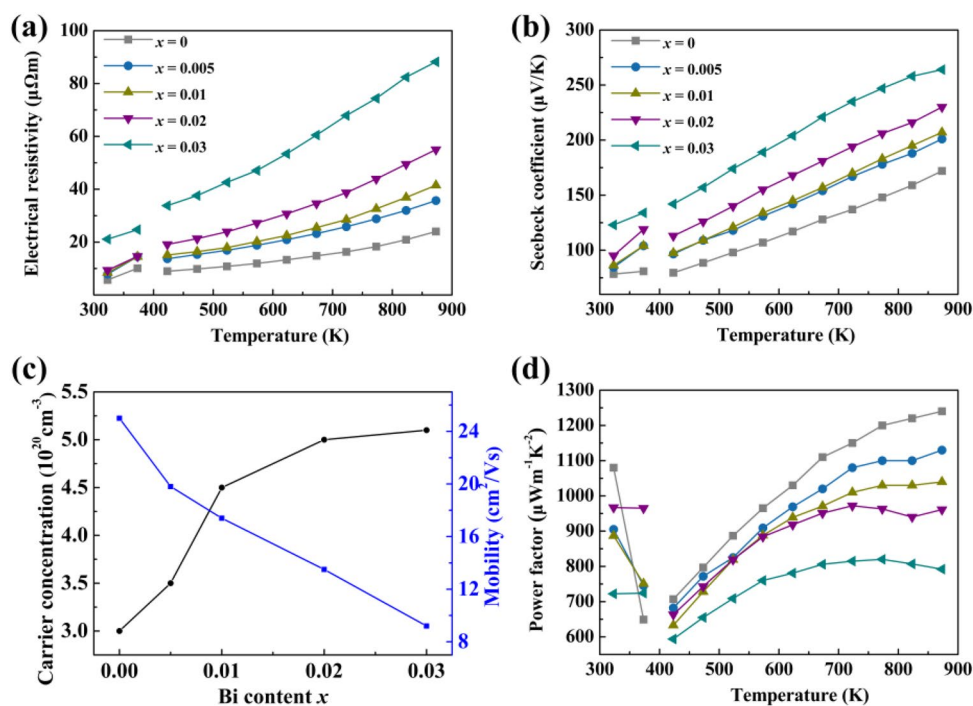 (a)
Electrical resistivity (μΩm)
100
80
60
40
20
x = 0
x = 0.005
x = 0.01
x = 0.02
x = 0.03
300 400 500 600 700 800 900
Temperature (K)
(b)
Seebeck coefficient (μV/K)
300
250
200
150
100
x = 0
x = 0.005
x = 0.01
x = 0.02
x = 0.03
300 400 500 600 700 800 900
Temperature (K)
(c)
Carrier concentration (10²⁰ cm⁻³)
5.5
5.0
4.5
4.0
3.5
3.0
24
20
16
12
8
Mobility (cm²/Vs)
0.00 0.01 0.02 0.03
Bi content x
(d)
Power factor (μWm⁻¹K⁻²)
1300
1200
1100
1000
900
800
700
600
300 400 500 600 700 800 900
Temperature (K)